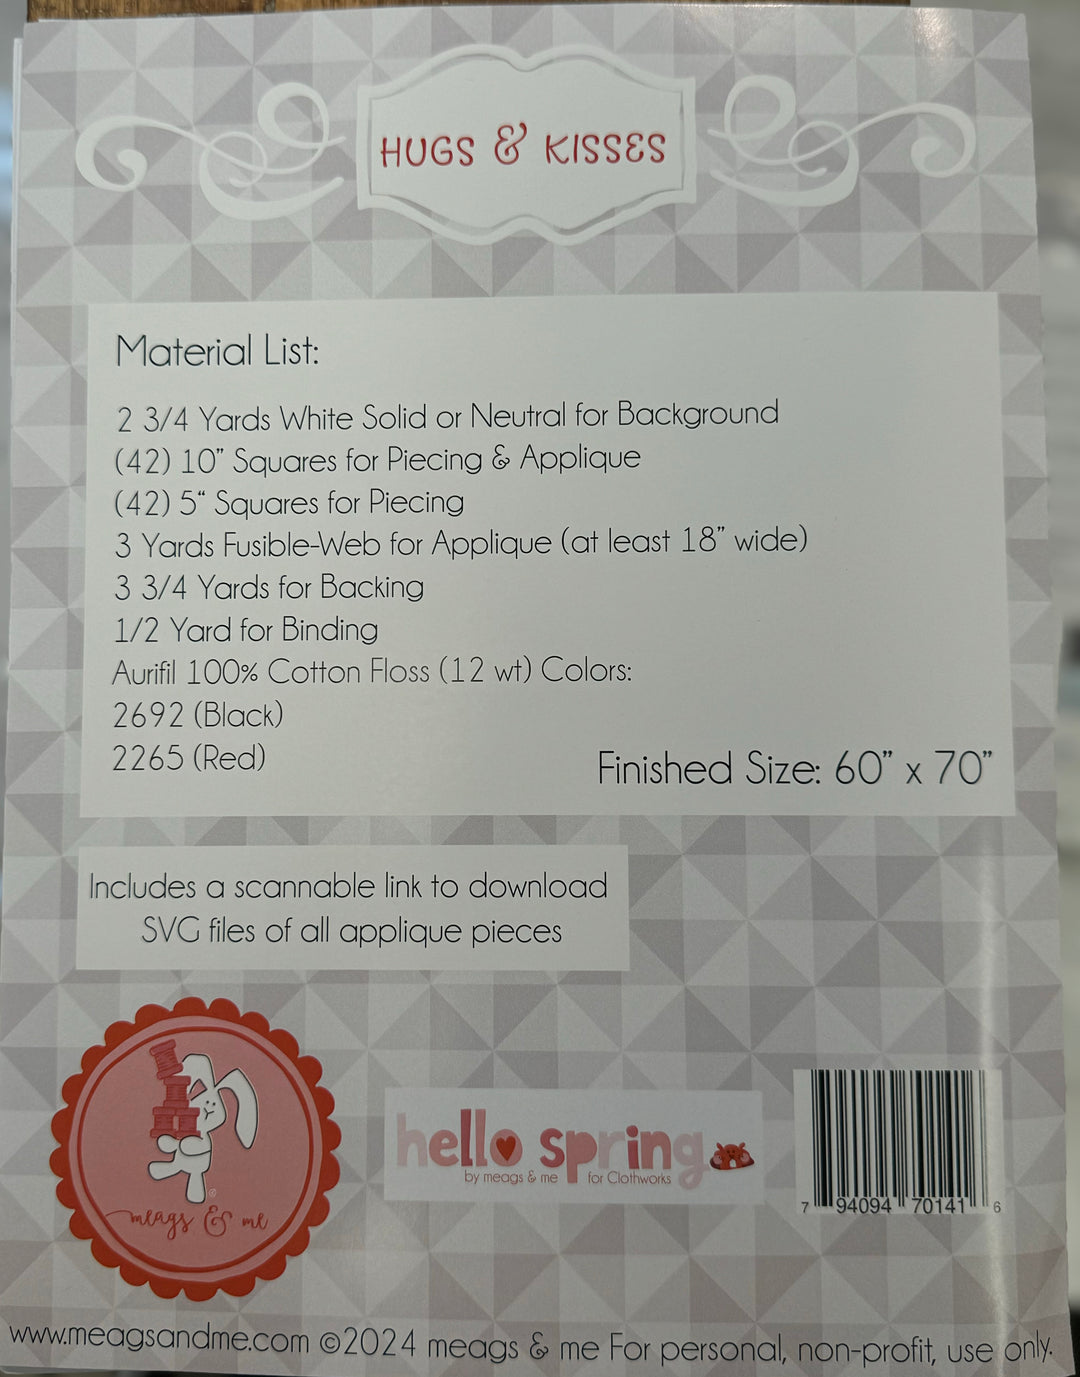 HUGS & KISSES
Material List:
2 3/4 Yards White Solid or Neutral for Background
(42) 10” Squares for Piecing & Applique
(42) 5“ Squares for Piecing
3 Yards Fusible-Web for Applique (at least 18” wide)
3 3/4 Yards for Backing
1/2 Yard for Binding
Aurifil 100% Cotton Floss (12 wt) Colors:
2692 (Black)
2265 (Red)
Finished Size: 60” x 70”
Includes a scannable link to download
SVG files of all applique pieces
meags & me
hello spring
by meags & me for Clothworks
7 94094 70141 6
www.meagsandme.com ©2024 meags & me For personal, non-profit, use only.